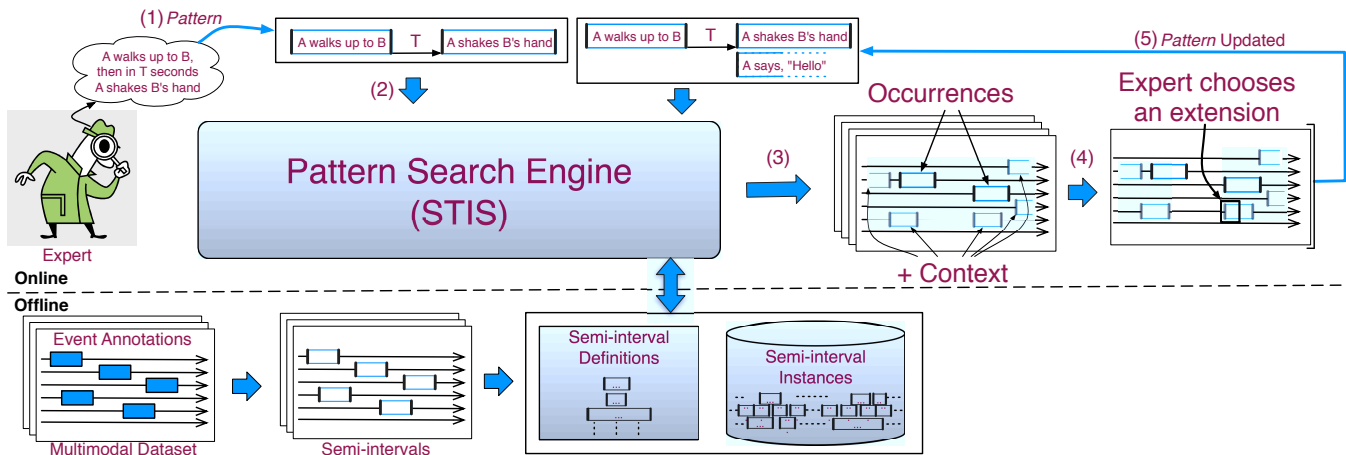 (1) Pattern
A walks up to B,
then in T seconds
A shakes B's hand
A walks up to B
T
A shakes B's hand
(2)
A walks up to B
T
A shakes B's hand
A says, "Hello"
(5) Pattern Updated
Pattern Search Engine
(STIS)
(3)
Occurrences
+ Context
(4)
Expert chooses
an extension
Expert
Online
Offline
Event Annotations
Multimodal Dataset
Semi-intervals
Semi-interval
Definitions
...
...
...
Semi-interval
Instances